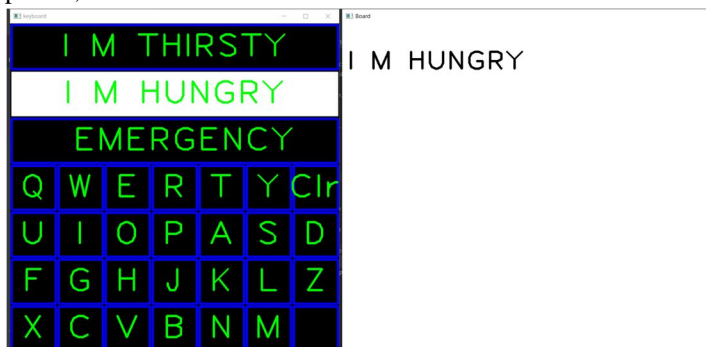 keyboard
Board
I M THIRSTY
I M HUNGRY
EMERGENCY
Q W E R T Y Clr
U I O P A S D
F G H J K L Z
X C V B N M
I M HUNGRY